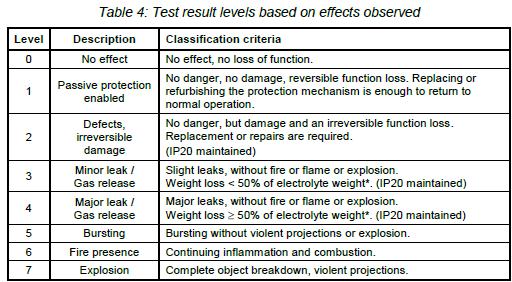 Table 4: Test result levels based on effects observed
Level Description Classification criteria
0 No effect No effect, no loss of function.
1 Passive protection enabled No danger, no damage, reversible function loss. Replacing or
refurbishing the protection mechanism is enough to return to
normal operation.
2 Defects, irreversible damage No danger, but damage and an irreversible function loss.
Replacement or repairs are required.
(IP20 maintained)
3 Minor leak / Gas release Slight leaks, without fire or flame or explosion.
Weight loss < 50% of electrolyte weight*. (IP20 maintained)
4 Major leak / Gas release Major leaks, without fire or flame or explosion.
Weight loss ≥ 50% of electrolyte weight*. (IP20 maintained)
5 Bursting Bursting without violent projections or explosion.
6 Fire presence Continuing inflammation and combustion.
7 Explosion Complete object breakdown, violent projections.